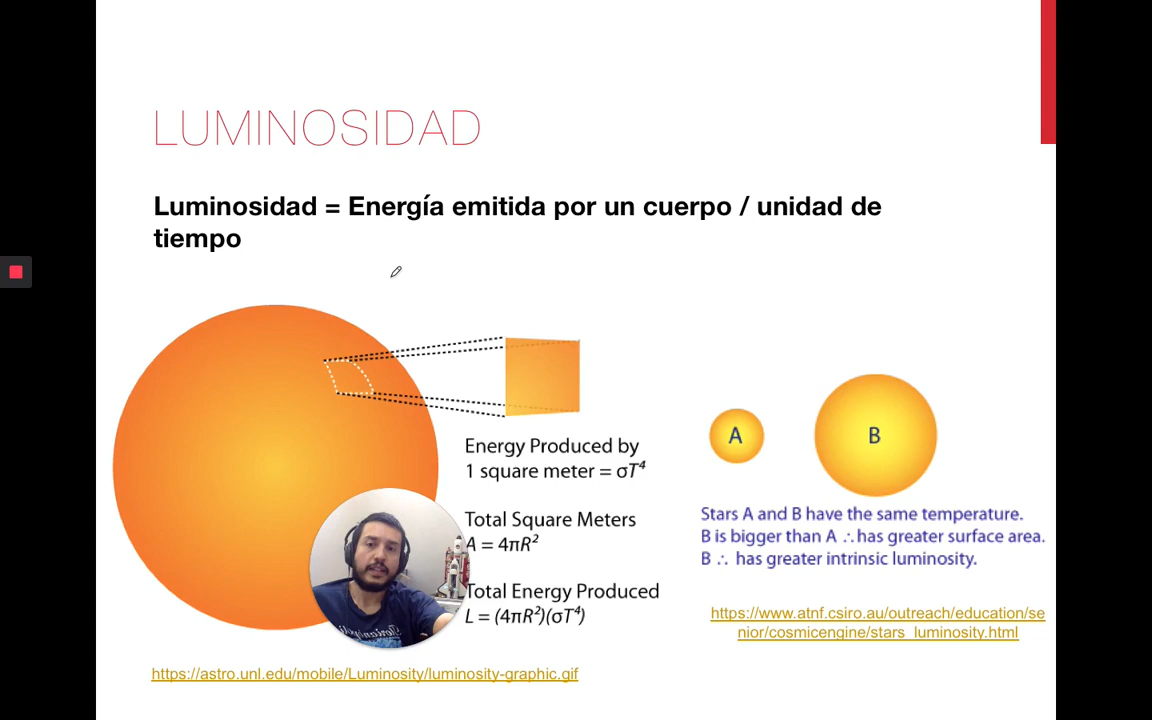 LUMINOSIDAD
Luminosidad = Energía emitida por un cuerpo / unidad de
tiempo
Energy Produced by
1 square meter = σT⁴
Total Square Meters
A = 4πR²
Total Energy Produced
L = (4πR²)(σT⁴)
https://astro.unl.edu/mobile/Luminosity/luminosity-graphic.gif
A
B
Stars A and B have the same temperature.
B is bigger than A ∴ has greater surface area.
B ∴ has greater intrinsic luminosity.
https://www.atnf.csiro.au/outreach/education/se
nior/cosmicengine/stars_luminosity.html